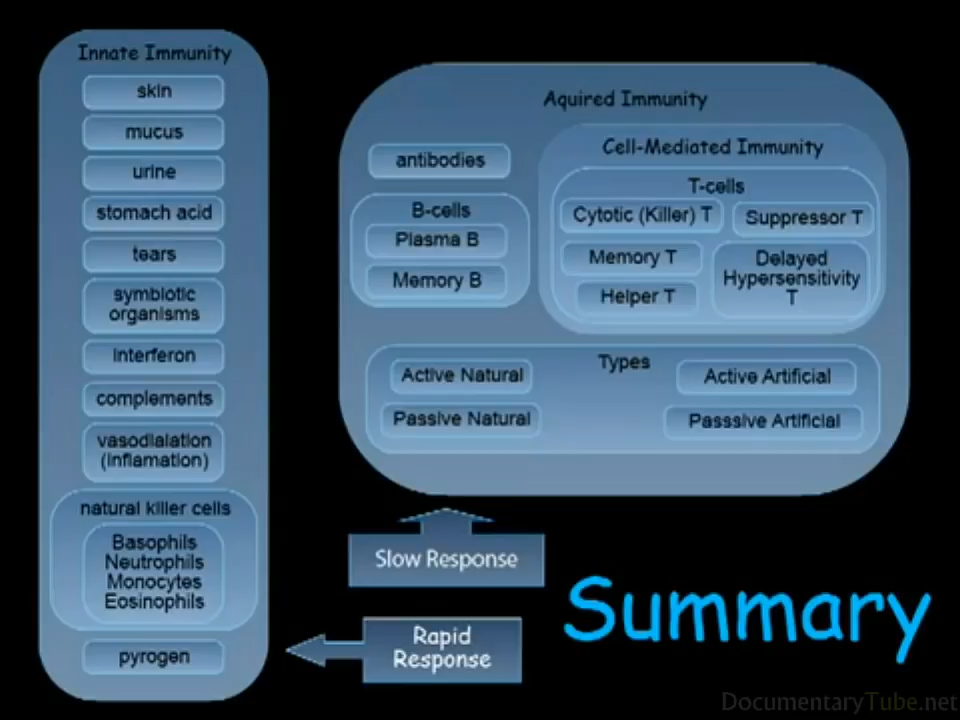 Innate Immunity
skin
mucus
urine
stomach acid
tears
symbiotic
organisms
interferon
complements
vasodialation
(inflamation)
natural killer cells
Basophils
Neutrophils
Monocytes
Eosinophils
pyrogen
Aquired Immunity
antibodies
B-cells
Plasma B
Memory B
Cell-Mediated Immunity
T-cells
Cytotic (Killer) T
Suppressor T
Memory T
Delayed
Hypersensitivity
T
Helper T
Types
Active Natural
Active Artificial
Passive Natural
Passsive Artificial
Slow Response
Rapid
Response
Summary
DocumentaryTube.net